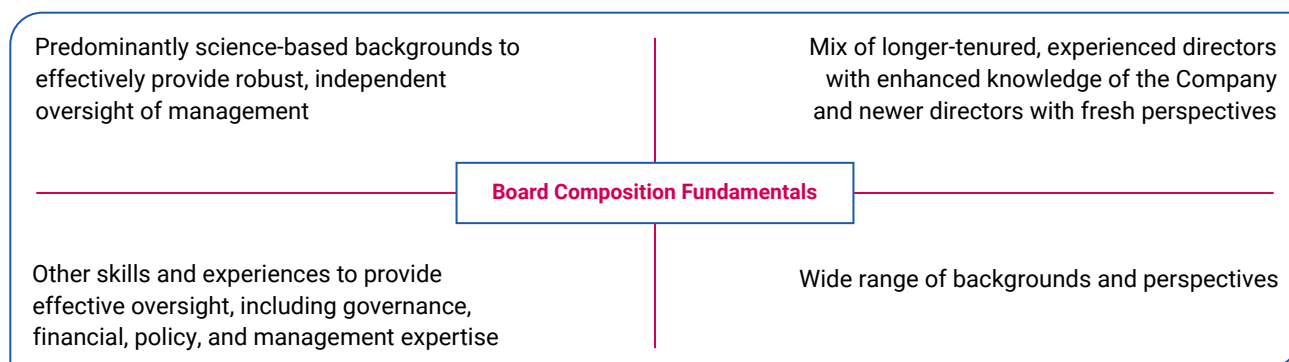 Predominantly science-based backgrounds to
effectively provide robust, independent
oversight of management
Mix of longer-tenured, experienced directors
with enhanced knowledge of the Company
and newer directors with fresh perspectives
Board Composition Fundamentals
Other skills and experiences to provide
effective oversight, including governance,
financial, policy, and management expertise
Wide range of backgrounds and perspectives